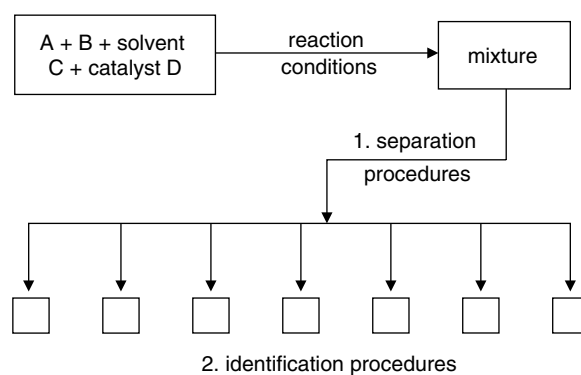 A + B + solvent
C + catalyst D
reaction
conditions
mixture
1. separation
procedures
2. identification procedures